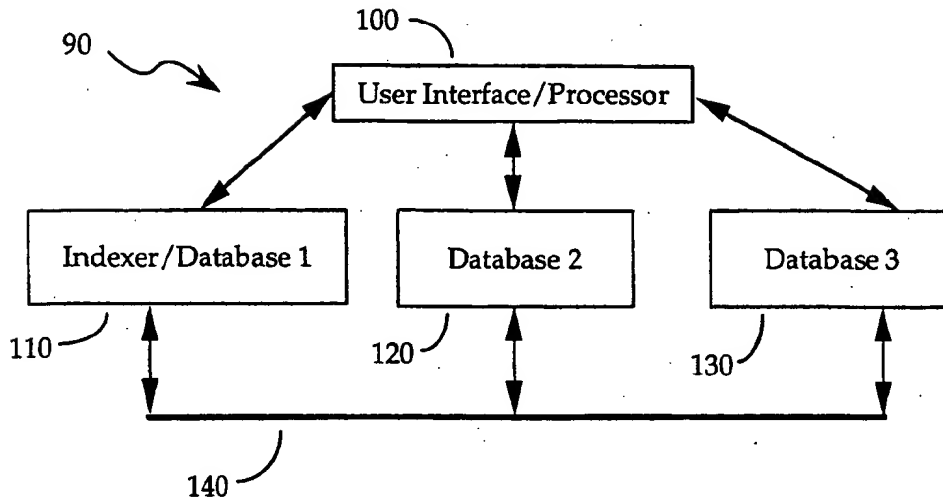 100
90
User Interface/Processor
Indexer/Database 1
Database 2
Database 3
110
120
130
140